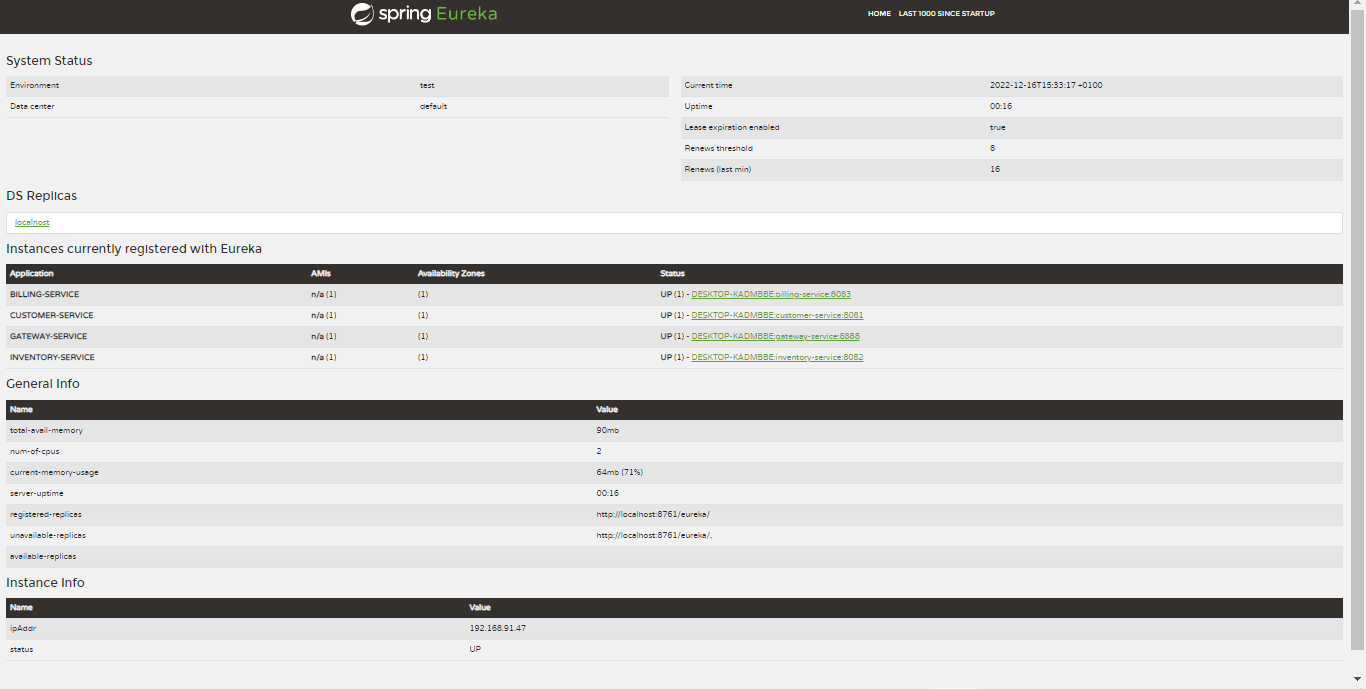 spring Eureka HOME LAST 1000 SINCE STARTUP
System Status
Environment test
Data center default
Current time 2022-12-16T15:33:17 +0100
Uptime 00:16
Lease expiration enabled true
Renews threshold 8
Renews (last min) 16
DS Replicas
localhost
Instances currently registered with Eureka
Application AMIs Availability Zones Status
BILLING-SERVICE n/a (1) (1) UP (1) - DESKTOP-KADMBBE:billing-service:8083
CUSTOMER-SERVICE n/a (1) (1) UP (1) - DESKTOP-KADMBBE:customer-service:8081
GATEWAY-SERVICE n/a (1) (1) UP (1) - DESKTOP-KADMBBE:gateway-service:8888
INVENTORY-SERVICE n/a (1) (1) UP (1) - DESKTOP-KADMBBE:inventory-service:8082
General Info
Name Value
total-avail-memory 90mb
num-of-cpus 2
current-memory-usage 64mb (71%)
server-uptime 00:16
registered-replicas http://localhost:8761/eureka/
unavailable-replicas http://localhost:8761/eureka/,
available-replicas
Instance Info
Name Value
ipAddr 192.168.91.47
status UP